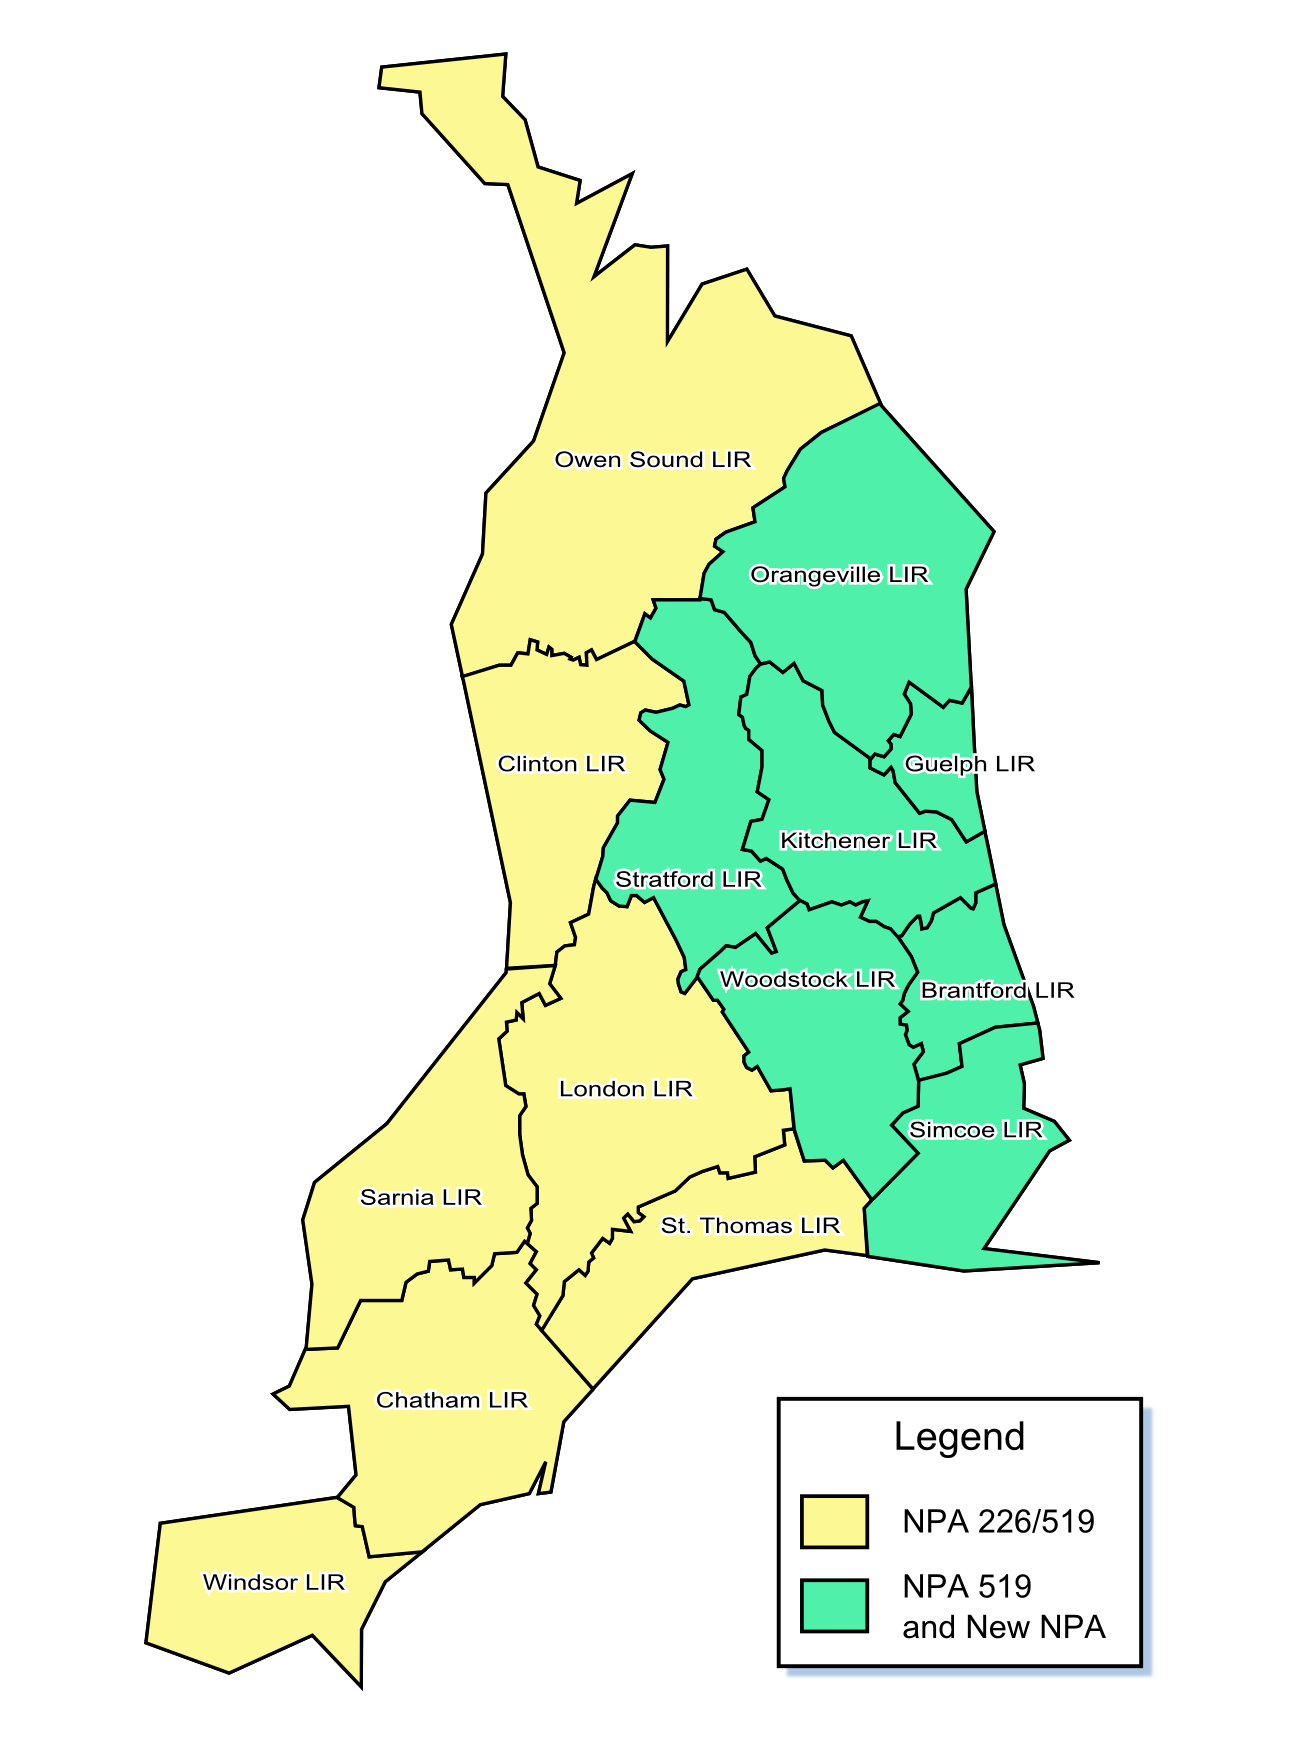 Owen Sound LIR
Orangeville LIR
Clinton LIR
Guelph LIR
Kitchener LIR
Stratford LIR
Woodstock LIR
Brantford LIR
London LIR
Simcoe LIR
Sarnia LIR
St. Thomas LIR
Chatham LIR
Windsor LIR
Legend
NPA 226/519
NPA 519
and New NPA